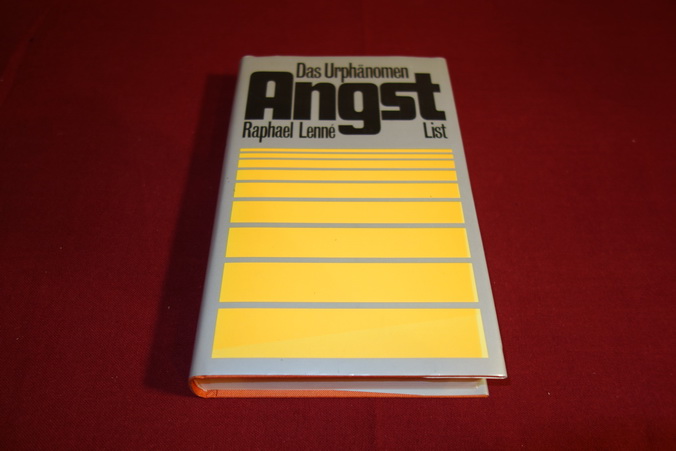 Das Urphänomen
Angst
Raphael Lenné List